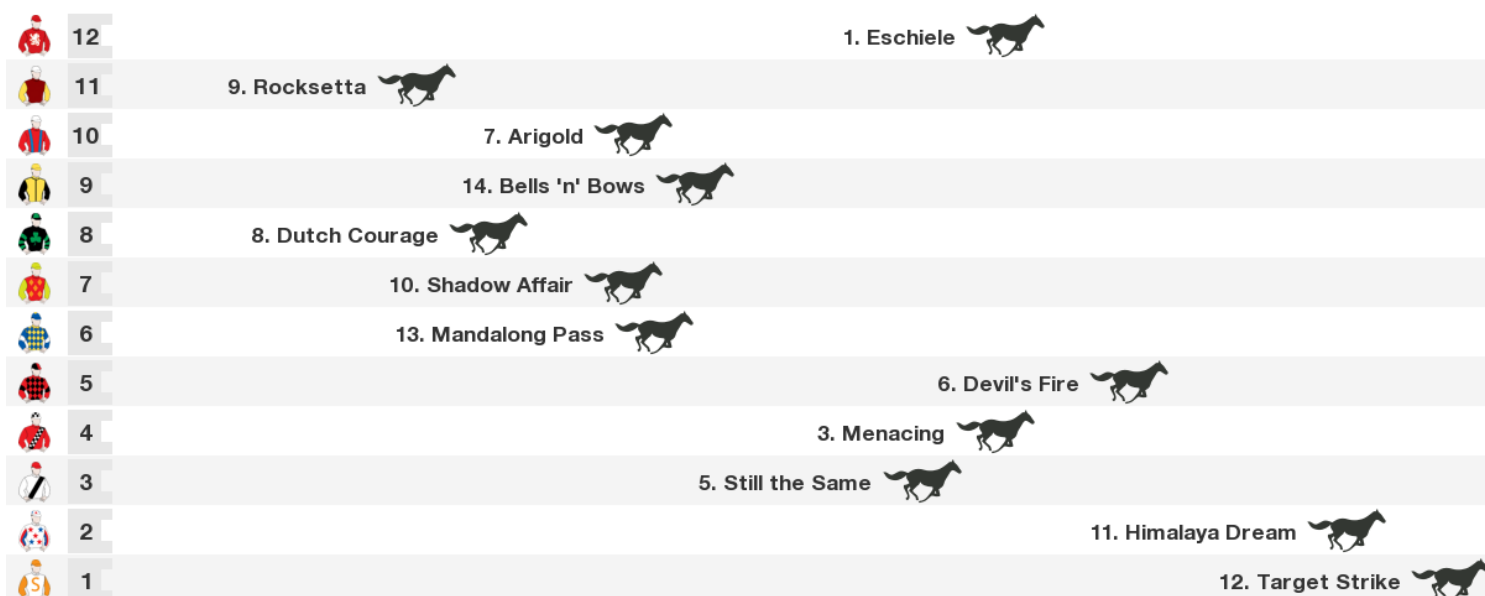 12 1. Eschiele
11 9. Rocksetta
10 7. Arigold
9 14. Bells 'n' Bows
8 8. Dutch Courage
7 10. Shadow Affair
6 13. Mandalong Pass
5 6. Devil's Fire
4 3. Menacing
3 5. Still the Same
2 11. Himalaya Dream
S 1 12. Target Strike